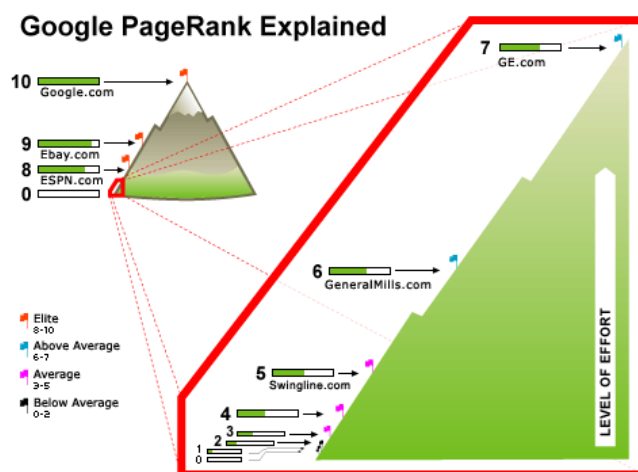 Google PageRank Explained
10
Google.com
9
Ebay.com
8
ESPN.com
0
7
GE.com
6
GeneralMills.com
5
Swingline.com
4
3
2
1
0
LEVEL OF EFFORT
Elite
8-10
Above Average
6-7
Average
3-5
Below Average
0-2